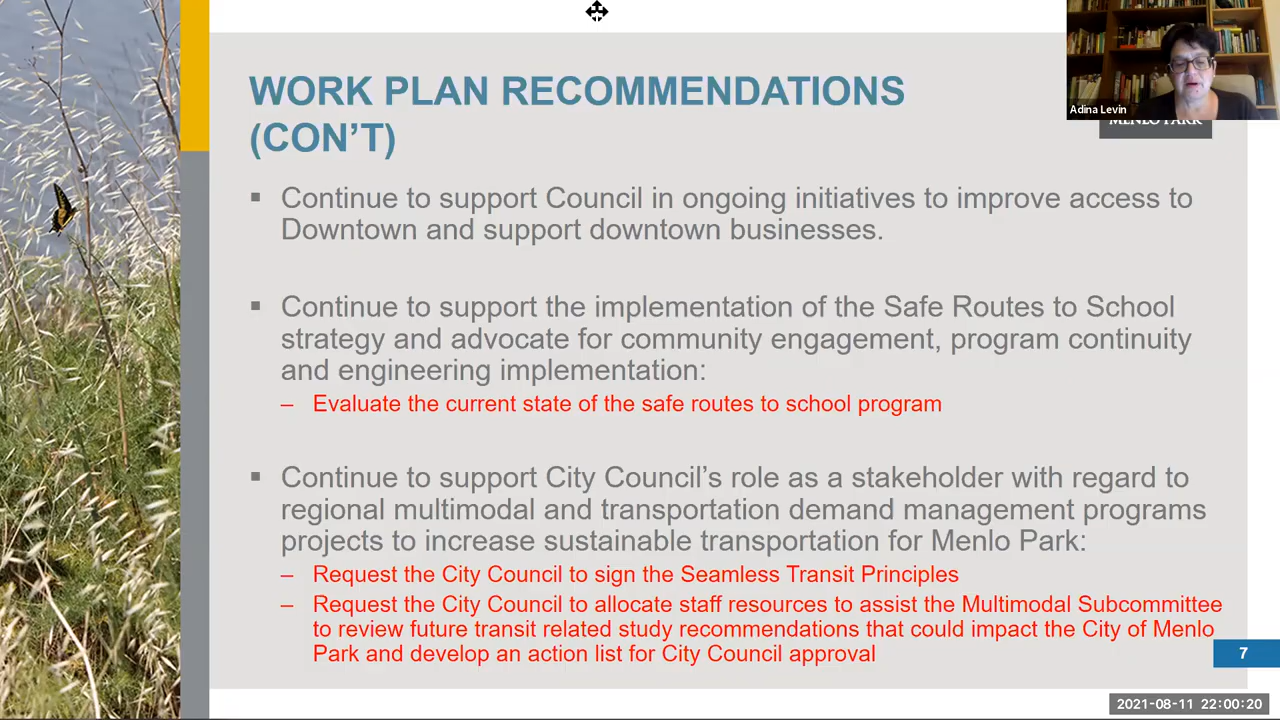 WORK PLAN RECOMMENDATIONS
(CON’T)
Adina Levin
MENLO PARK
▪ Continue to support Council in ongoing initiatives to improve access to
Downtown and support downtown businesses.
▪ Continue to support the implementation of the Safe Routes to School
strategy and advocate for community engagement, program continuity
and engineering implementation:
– Evaluate the current state of the safe routes to school program
▪ Continue to support City Council’s role as a stakeholder with regard to
regional multimodal and transportation demand management programs
projects to increase sustainable transportation for Menlo Park:
– Request the City Council to sign the Seamless Transit Principles
– Request the City Council to allocate staff resources to assist the Multimodal Subcommittee
to review future transit related study recommendations that could impact the City of Menlo
Park and develop an action list for City Council approval
7
2021-08-11 22:00:20